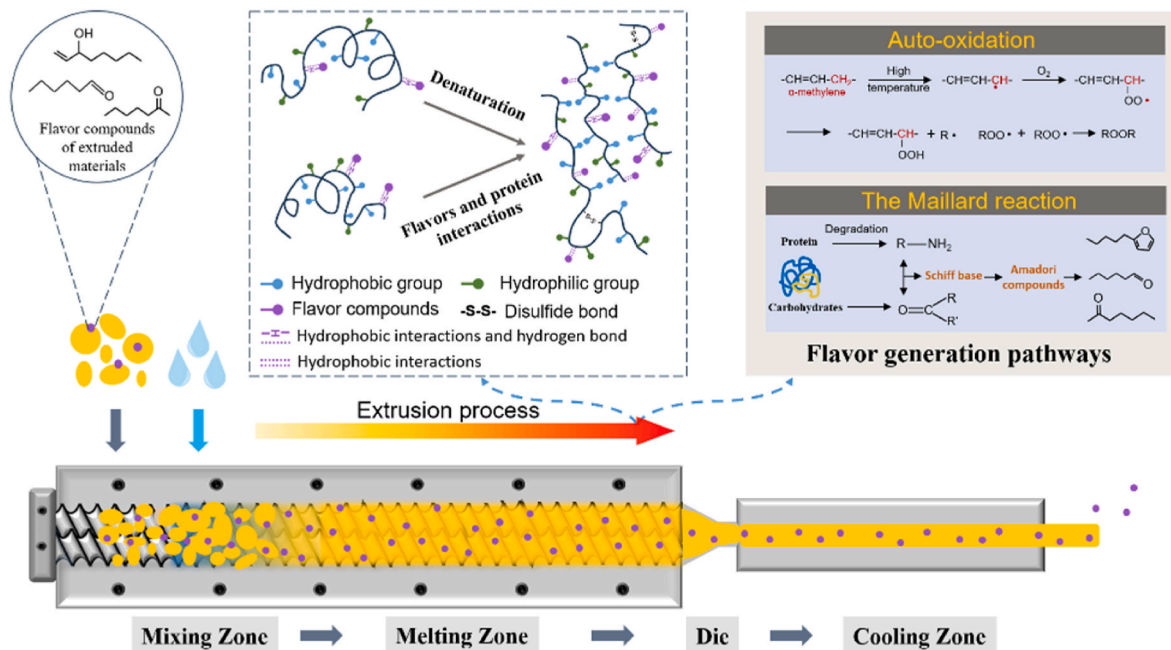 OH
O
O
Flavor compounds
of extruded
materials
Denaturation
Flavors and protein
interactions
-S-S-
-S-S-
Hydrophobic group
Hydrophilic group
Flavor compounds
-S-S- Disulfide bond
Hydrophobic interactions and hydrogen bond
Hydrophobic interactions
Auto-oxidation
-CH=CH-CH₂-
α-methylene
High
temperature
-CH=CH-CH-
•
O₂
-CH=CH-CH-
OO •
-CH=CH-CH-
OOH
+ R •
ROO • + ROO • → ROOR
The Maillard reaction
Protein
Degradation
R—NH₂
O
Schiff base
Amadori
compounds
O
Carbohydrates
O
R
R'
O
Flavor generation pathways
Extrusion process
Mixing Zone
Melting Zone
Die
Cooling Zone